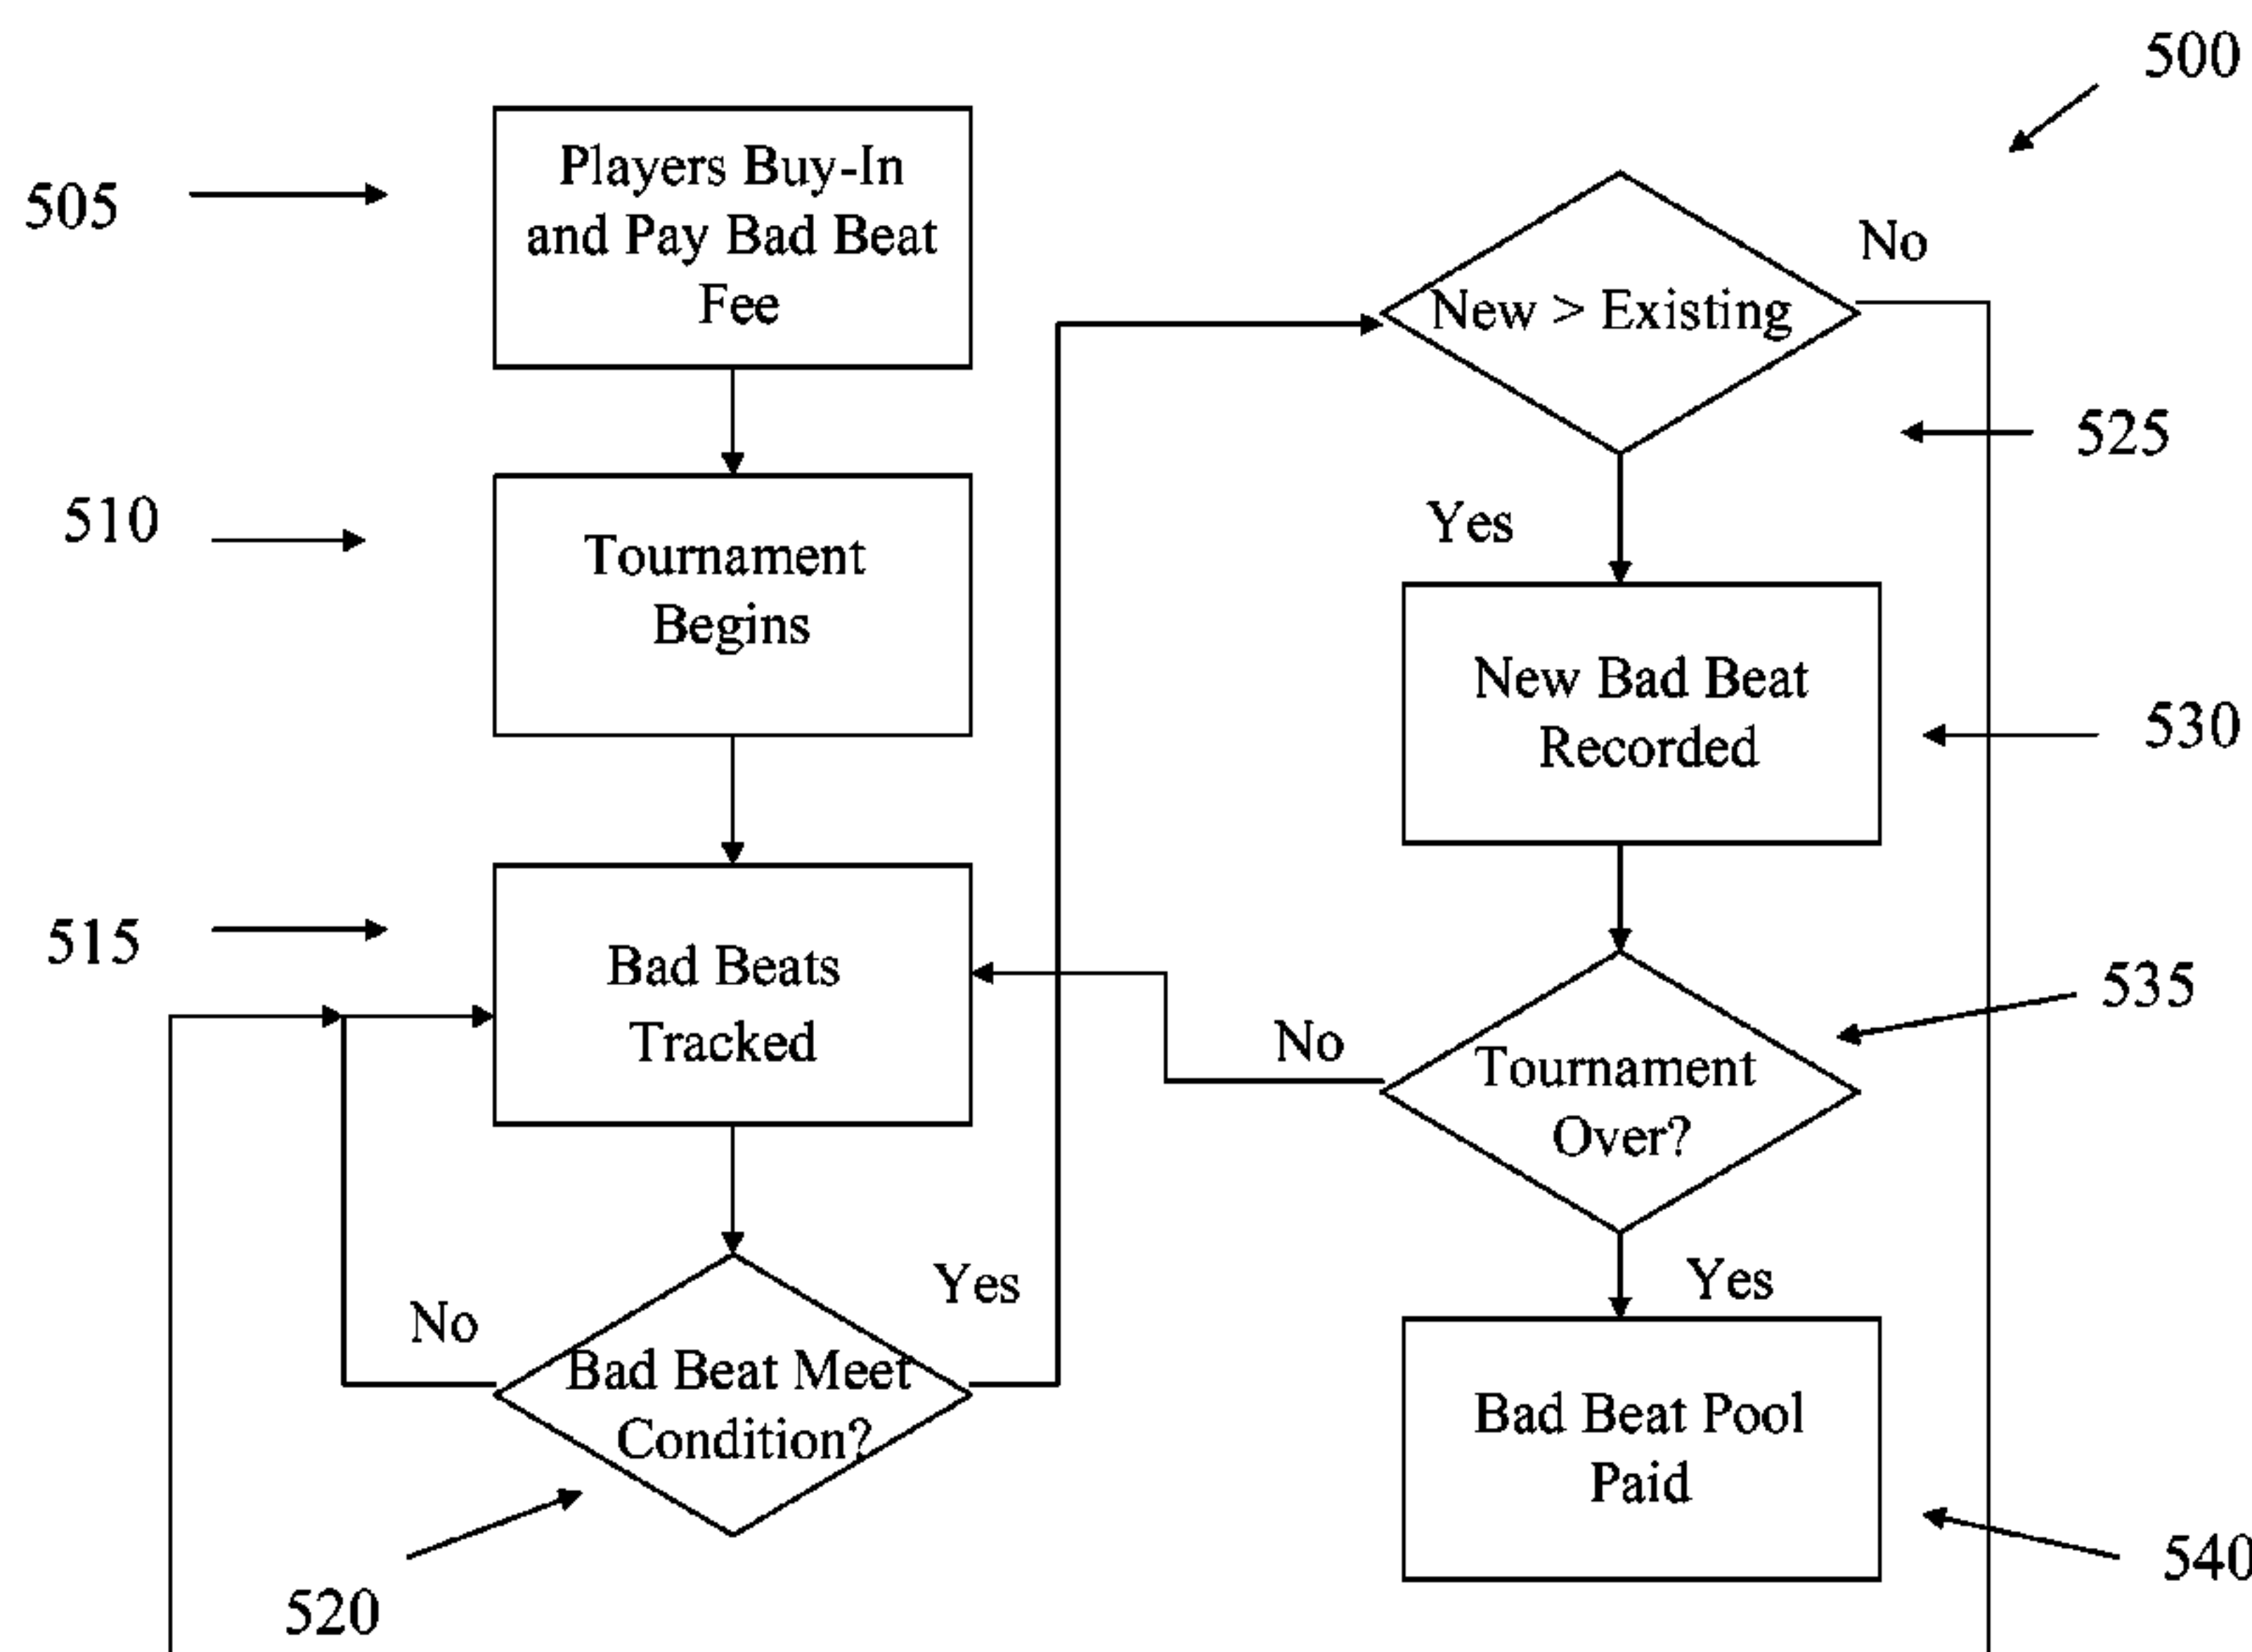 500
505
Players Buy-In
and Pay Bad Beat
Fee
No
New > Existing
525
Yes
510
Tournament
Begins
New Bad Beat
Recorded
530
515
Bad Beats
Tracked
No
535
Tournament
Over?
Yes
No
Yes
Bad Beat Meet
Condition?
520
Bad Beat Pool
Paid
540